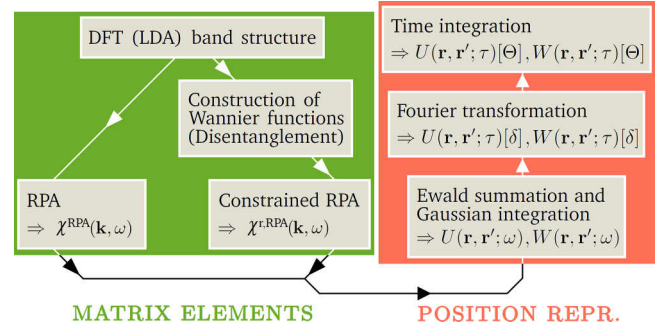 DFT (LDA) band structure
Construction of
Wannier functions
(Disentanglement)
RPA
⇒ χ^RPA(k, ω)
Constrained RPA
⇒ χ^r,RPA(k, ω)
MATRIX ELEMENTS
Time integration
⇒ U(r, r′; τ)[Θ], W(r, r′; τ)[Θ]
Fourier transformation
⇒ U(r, r′; τ)[δ], W(r, r′; τ)[δ]
Ewald summation and
Gaussian integration
⇒ U(r, r′; ω), W(r, r′; ω)
POSITION REPR.